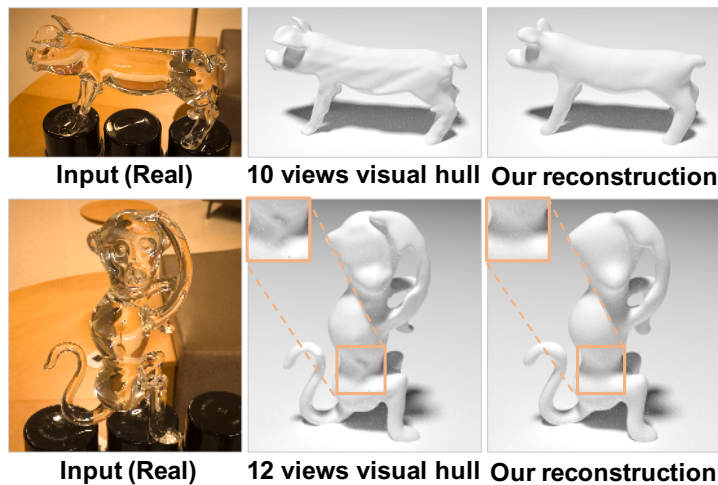 Input (Real) 10 views visual hull Our reconstruction
Input (Real) 12 views visual hull Our reconstruction